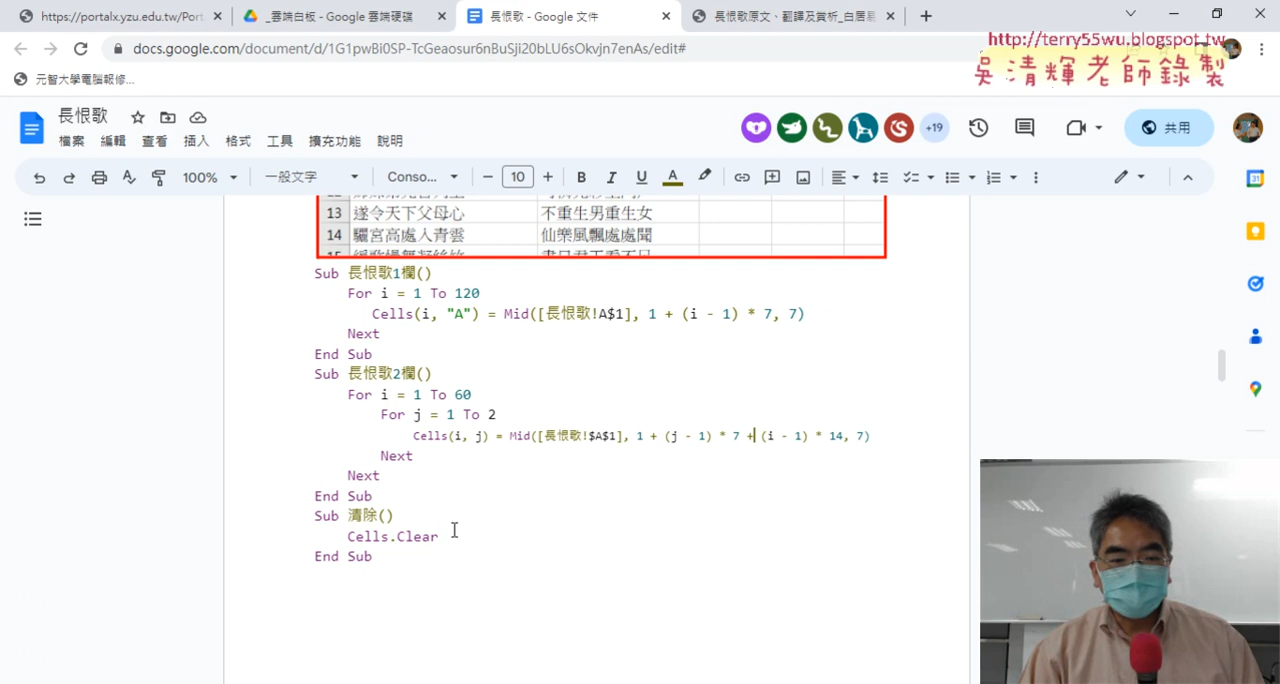 https://portalx.yzu.edu.tw/Port
_雲端白板 - Google 雲端硬碟
長恨歌 - Google 文件
長恨歌原文、翻譯及賞析_白居易
docs.google.com/document/d/1G1pwBi0SP-TcGeaosur6nBuSji20bLU6sOkvjn7enAs/edit#
http://terry55wu.blogspot.tw
吳清輝老師錄製
元智大學電腦報修...
長恨歌
檔案 編輯 查看 插入 格式 工具 擴充功能 說明
+19
共用
100% 一般文字 Conso... 10 B I U A
13 遂令天下父母心 不重生男重生女
14 驪宮高處入青雲 仙樂風飄處處聞
Sub 長恨歌1欄()
For i = 1 To 120
Cells(i, "A") = Mid([長恨歌!A$1], 1 + (i - 1) * 7, 7)
Next
End Sub
Sub 長恨歌2欄()
For i = 1 To 60
For j = 1 To 2
Cells(i, j) = Mid([長恨歌!$A$1], 1 + (j - 1) * 7 + (i - 1) * 14, 7)
Next
Next
End Sub
Sub 清除()
Cells.Clear
End Sub